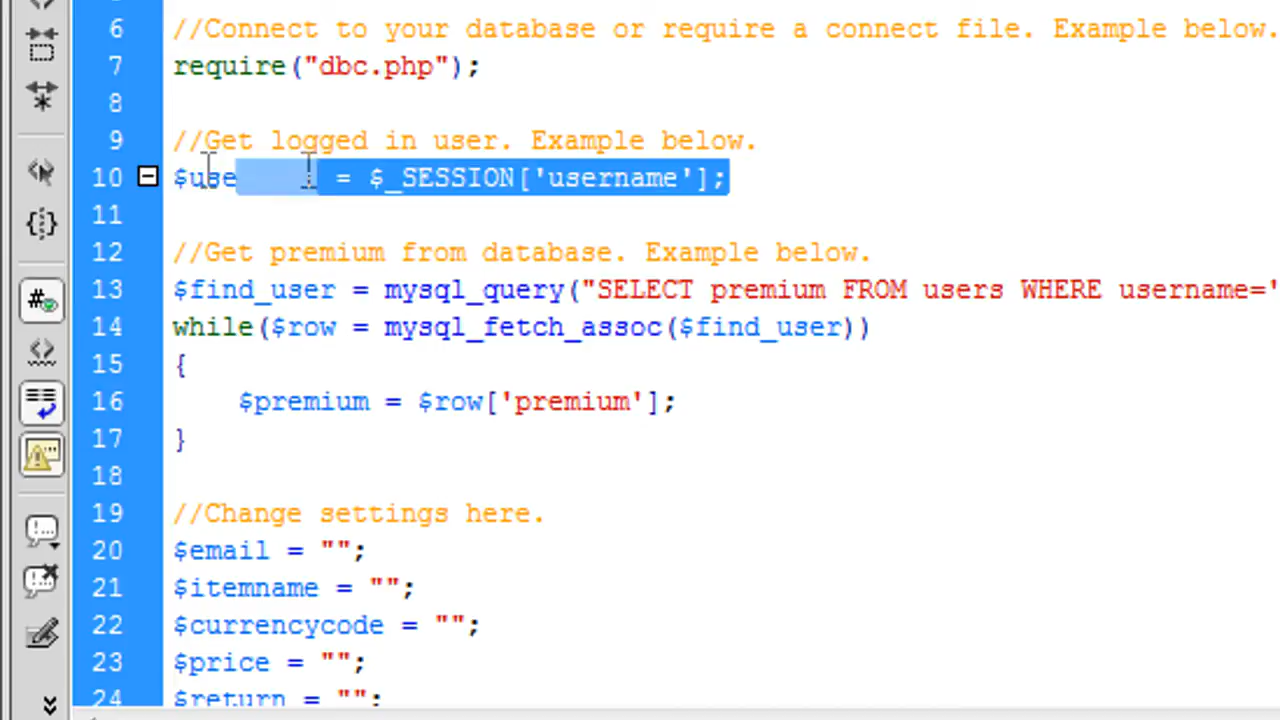 6 //Connect to your database or require a connect file. Example below.
7 require("dbc.php");
8
9 //Get logged in user. Example below.
10 $use = $_SESSION['username'];
11
12 //Get premium from database. Example below.
13 $find_user = mysql_query("SELECT premium FROM users WHERE username='
14 while($row = mysql_fetch_assoc($find_user))
15 {
16 $premium = $row['premium'];
17 }
18
19 //Change settings here.
20 $email = "";
21 $itemname = "";
22 $currencycode = "";
23 $price = "";
24 $return = "";